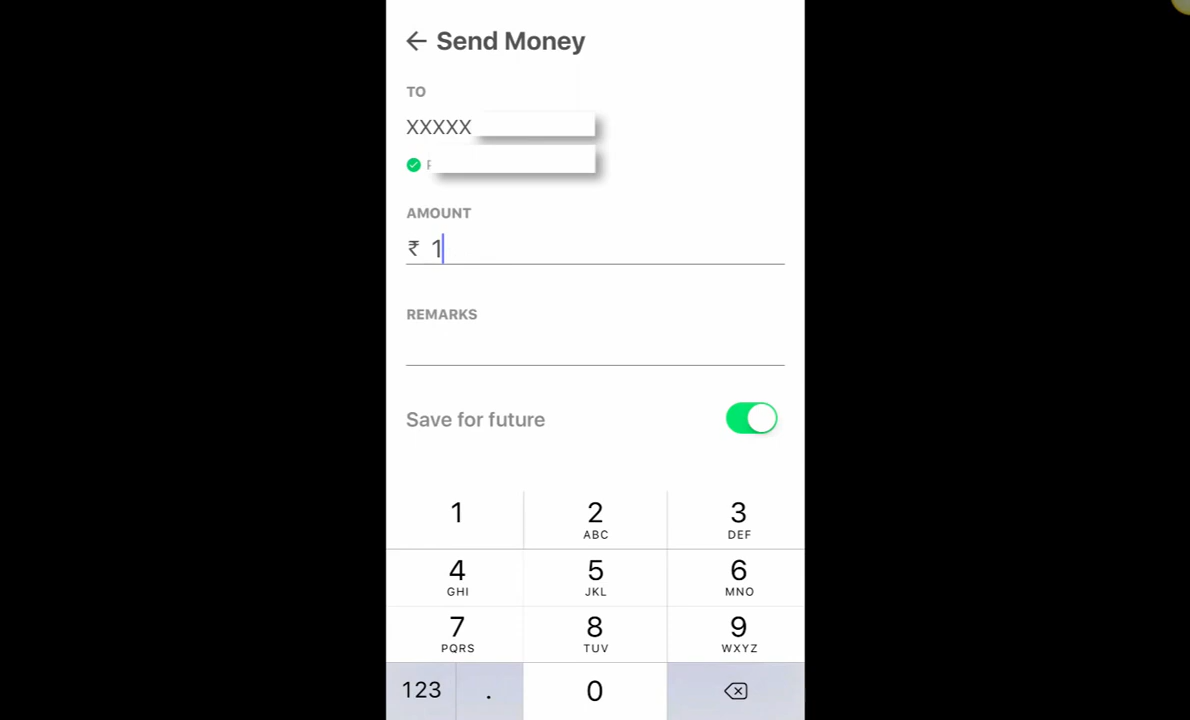 ← Send Money
TO
XXXXX
AMOUNT
₹ 1
REMARKS
Save for future
1 2 3
ABC DEF
4 5 6
GHI JKL MNO
7 8 9
PQRS TUV WXYZ
123 . 0